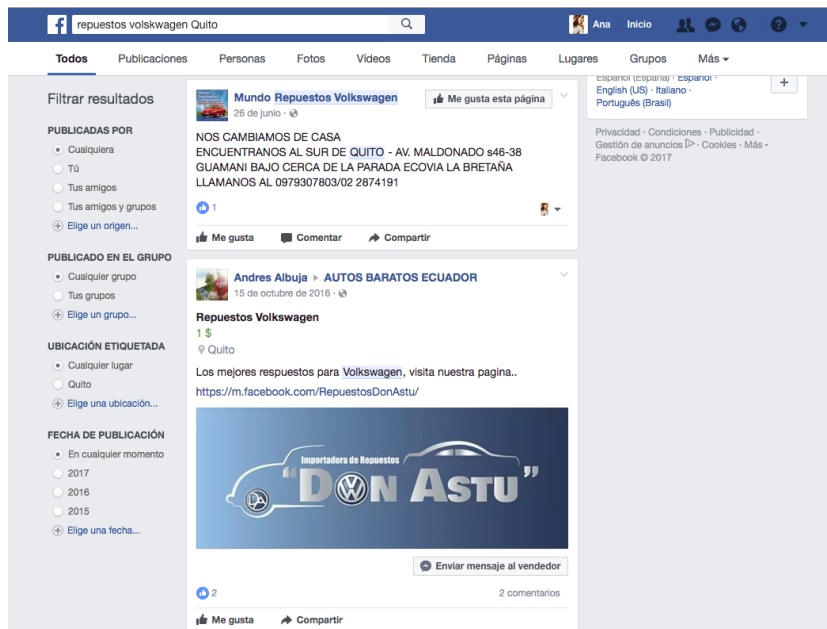 repuestos volskwagen Quito
Ana Inicio
Todos Publicaciones Personas Fotos Vídeos Tienda Páginas Lugares Grupos Más
Filtrar resultados
PUBLICADAS POR
Cualquiera
Tú
Tus amigos
Tus amigos y grupos
Elige un origen...
PUBLICADO EN EL GRUPO
Cualquier grupo
Tus grupos
Elige un grupo...
UBICACIÓN ETIQUETADA
Cualquier lugar
Quito
Elige una ubicación...
FECHA DE PUBLICACIÓN
En cualquier momento
2017
2016
2015
Elige una fecha...
Mundo Repuestos Volkswagen
26 de junio ·
Me gusta esta página
NOS CAMBIAMOS DE CASA
ENCUENTRANOS AL SUR DE QUITO - AV. MALDONADO s46-38
GUAMANI BAJO CERCA DE LA PARADA ECOVIA LA BRETAÑA
LLAMANOS AL 0979307803/02 2874191
1
Me gusta Comentar Compartir
Andres Albuja ▸ AUTOS BARATOS ECUADOR
15 de octubre de 2016 ·
Repuestos Volkswagen
1 $
Quito
Los mejores respuestos para Volkswagen, visita nuestra pagina..
https://m.facebook.com/RepuestosDonAstu/
Importadora de Repuestos
"DON ASTU"
DA
Enviar mensaje al vendedor
2
2 comentarios
Me gusta Compartir
Español (España) · Español ·
English (US) · Italiano ·
Português (Brasil)
Privacidad · Condiciones · Publicidad ·
Gestión de anuncios · Cookies · Más
Facebook © 2017